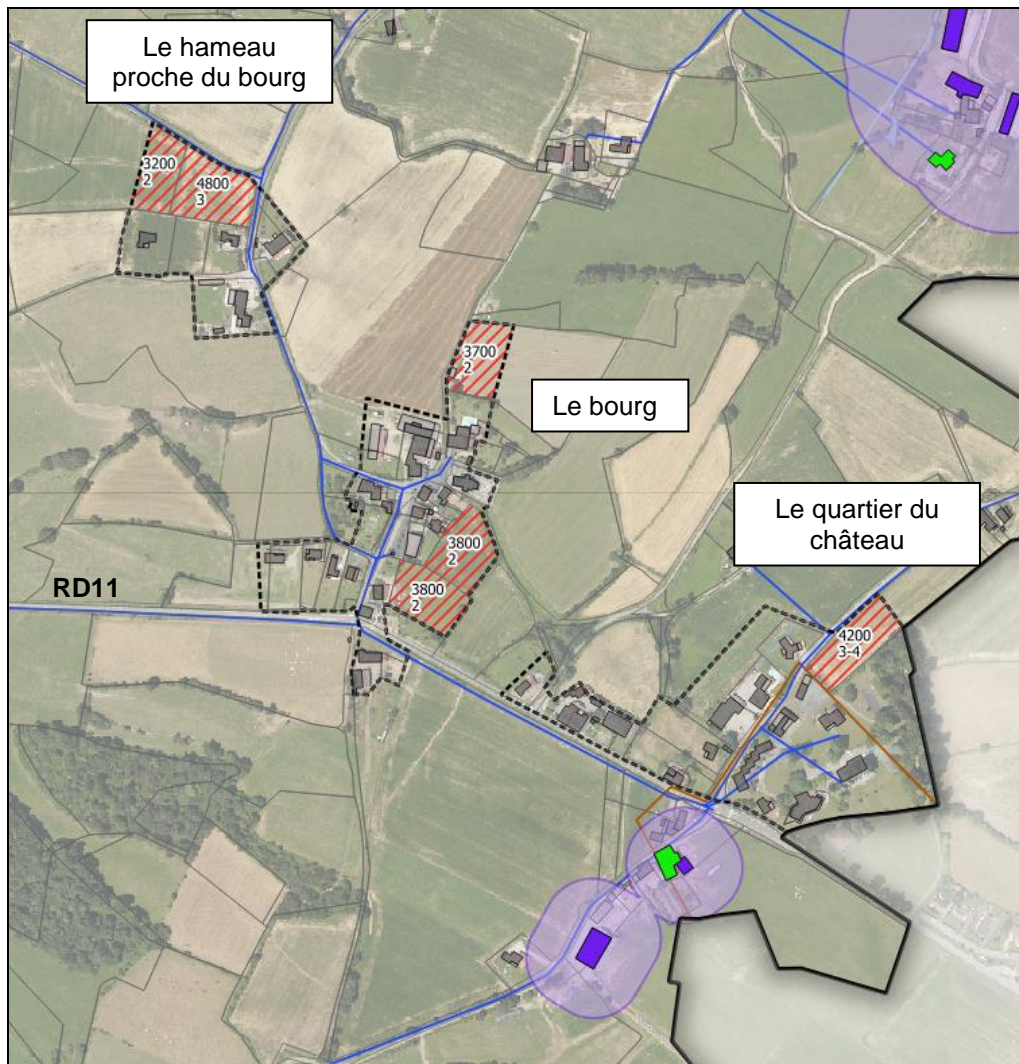 Le hameau
proche du bourg
3200
2
4800
3
3700
2
Le bourg
Le quartier du
château
3800
2
3800
2
RD11
4200
3-4